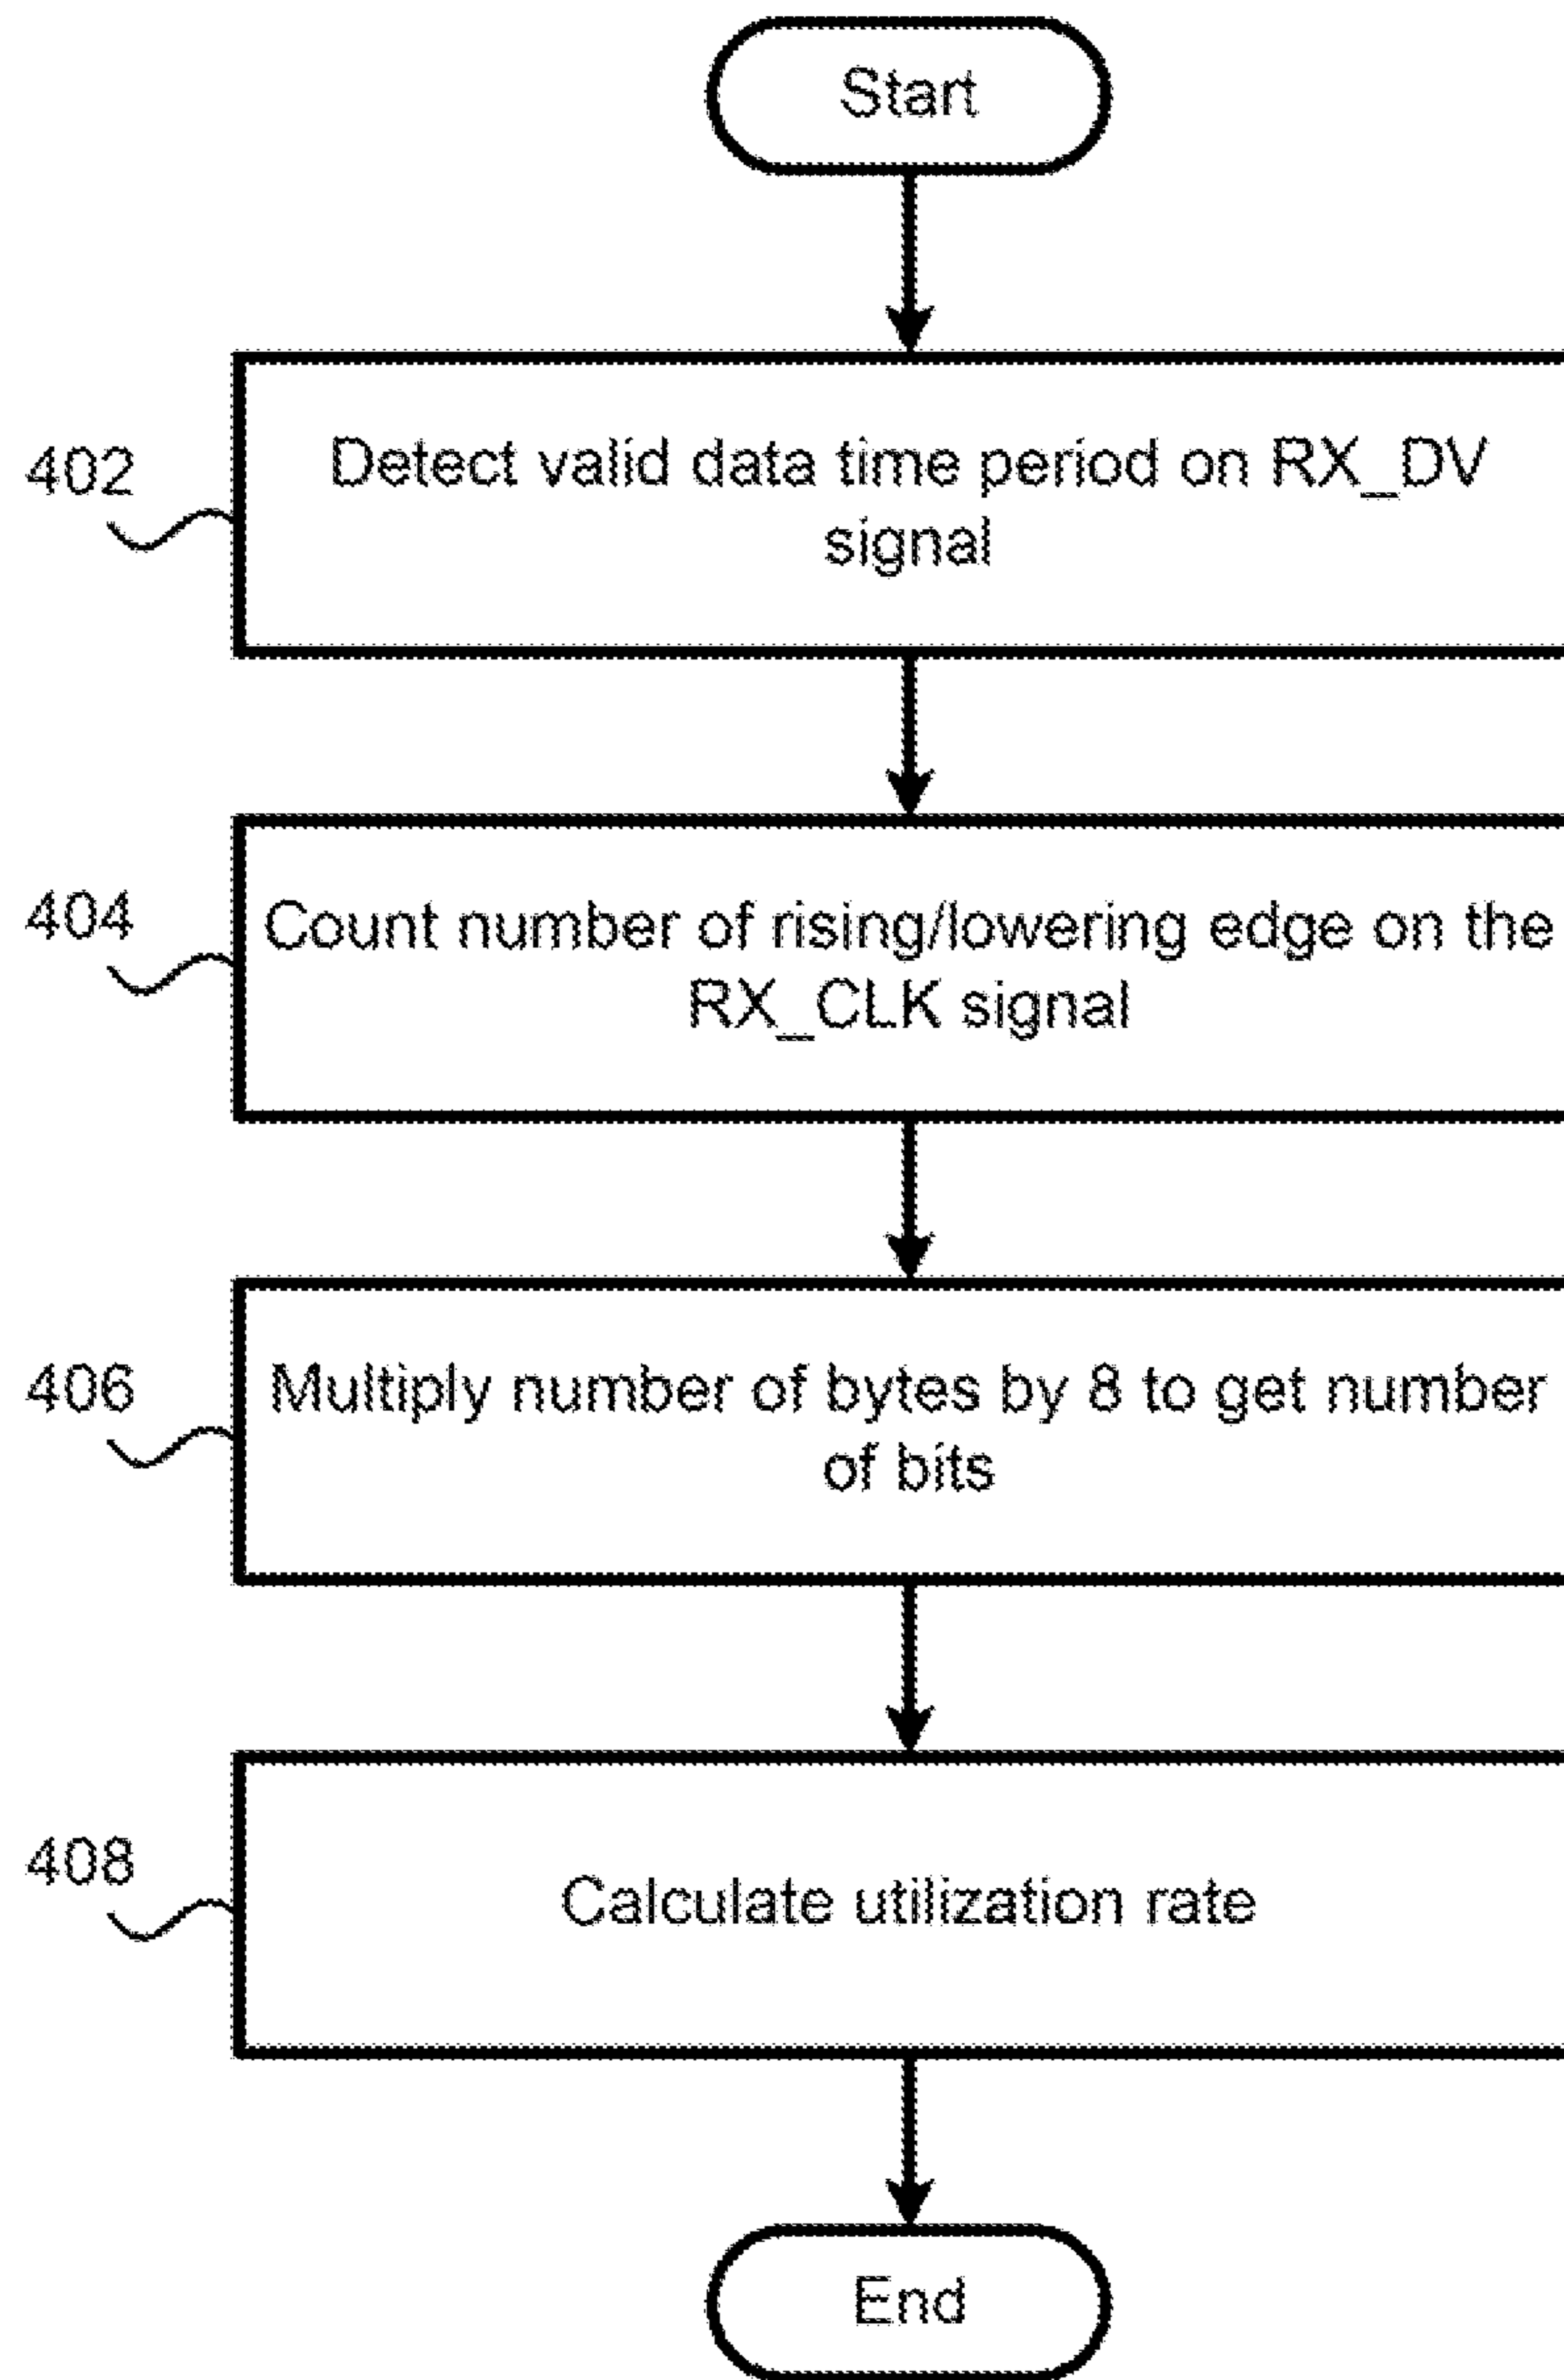 Start
402
Detect valid data time period on RX_DV
signal
404
Count number of rising/lowering edge on the
RX_CLK signal
406
Multiply number of bytes by 8 to get number
of bits
408
Calculate utilization rate
End